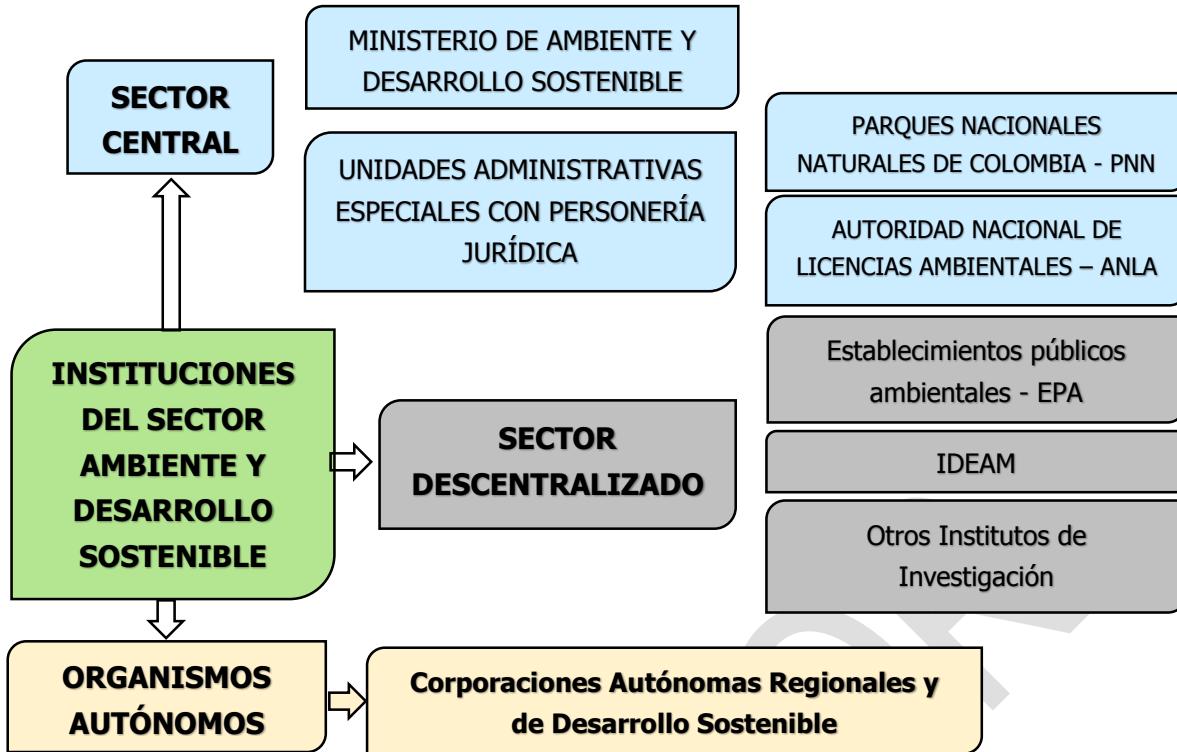 SECTOR
CENTRAL
MINISTERIO DE AMBIENTE Y
DESARROLLO SOSTENIBLE
UNIDADES ADMINISTRATIVAS
ESPECIALES CON PERSONERÍA
JURÍDICA
PARQUES NACIONALES
NATURALES DE COLOMBIA - PNN
AUTORIDAD NACIONAL DE
LICENCIAS AMBIENTALES – ANLA
INSTITUCIONES
DEL SECTOR
AMBIENTE Y
DESARROLLO
SOSTENIBLE
SECTOR
DESCENTRALIZADO
Establecimientos públicos
ambientales - EPA
IDEAM
Otros Institutos de
Investigación
ORGANISMOS
AUTÓNOMOS
Corporaciones Autónomas Regionales y
de Desarrollo Sostenible